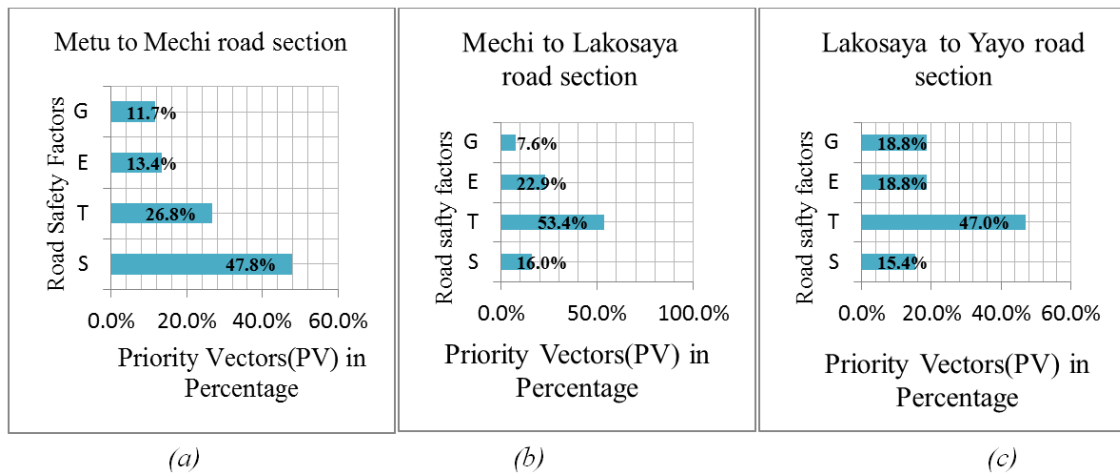 Metu to Mechi road section
Road Safety Factors
G
11.7%
E
13.4%
T
26.8%
S
47.8%
0.0% 20.0% 40.0% 60.0%
Priority Vectors(PV) in
Percentage
(a)
Mechi to Lakosaya
road section
Road safty factors
G
7.6%
E
22.9%
T
53.4%
S
16.0%
0.0% 50.0% 100.0%
Priority Vectors(PV) in
Percentage
(b)
Lakosaya to Yayo road
section
Road safty factors
G
18.8%
E
18.8%
T
47.0%
S
15.4%
0.0% 20.0% 40.0% 60.0%
Priority Vectors(PV) in
Percentage
(c)